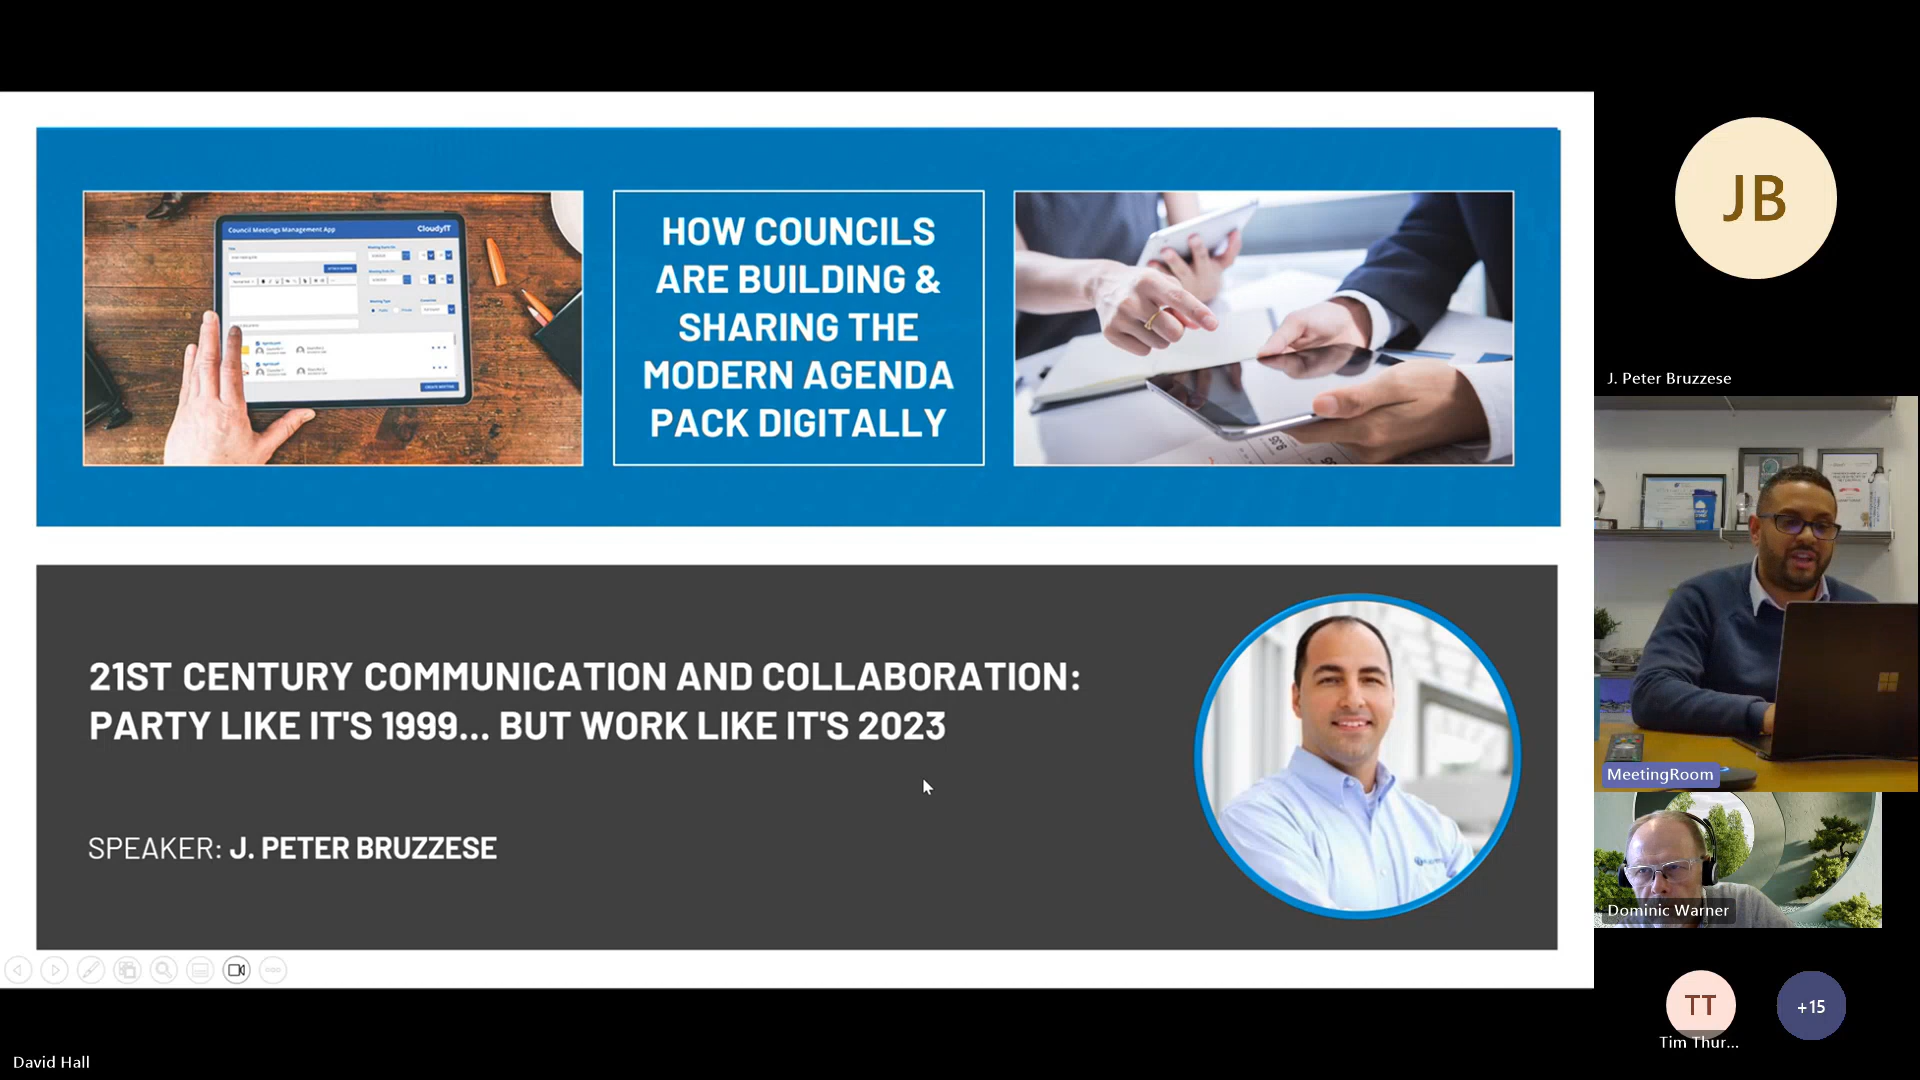 Council Meetings Management App
CloudyIT
HOW COUNCILS
ARE BUILDING &
SHARING THE
MODERN AGENDA
PACK DIGITALLY
21ST CENTURY COMMUNICATION AND COLLABORATION:
PARTY LIKE IT'S 1999... BUT WORK LIKE IT'S 2023
SPEAKER: J. PETER BRUZZESE
David Hall
JB
J. Peter Bruzzese
MeetingRoom
Dominic Warner
TT
Tim Thur...
+15